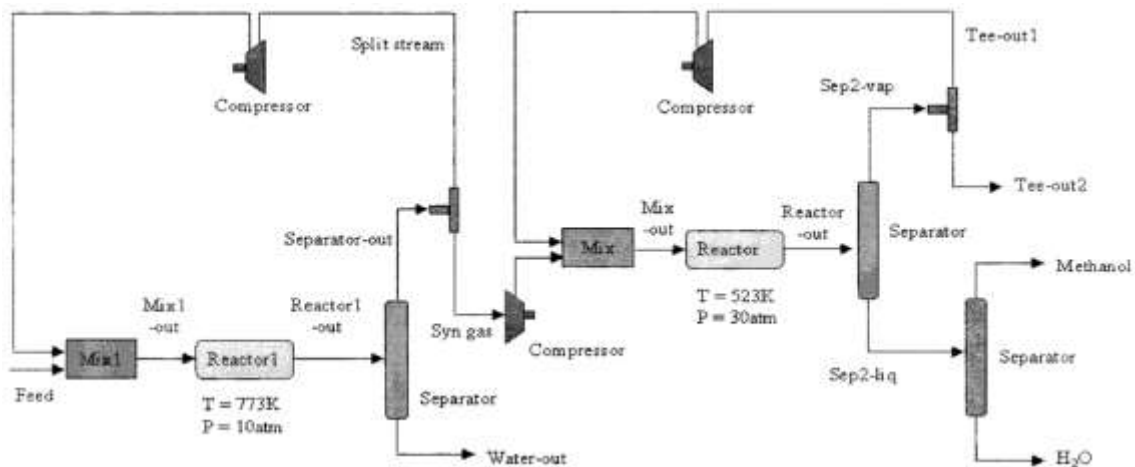 Split stream
Compressor
Separator-out
Mix1
-out
Reactor1
-out
Mix1
Reactor1
Feed
T = 773K
P = 10atm
Separator
Water-out
Syn gas
Compressor
Compressor
Mix
-out
Mix
Reactor
T = 523K
P = 30atm
Reactor
-out
Sep2-vap
Tee-out1
Tee-out2
Separator
Sep2-liq
Methanol
Separator
H₂O